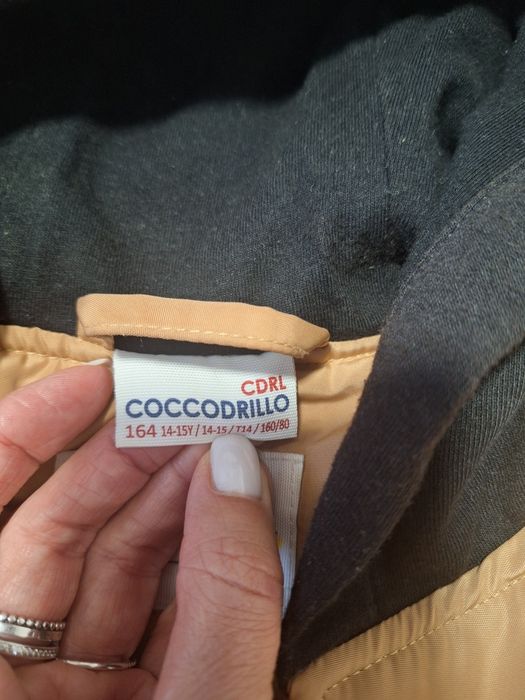 CDRL
COCCODRILLO
164 14-15Y / 14-15 / T14 / 160/80